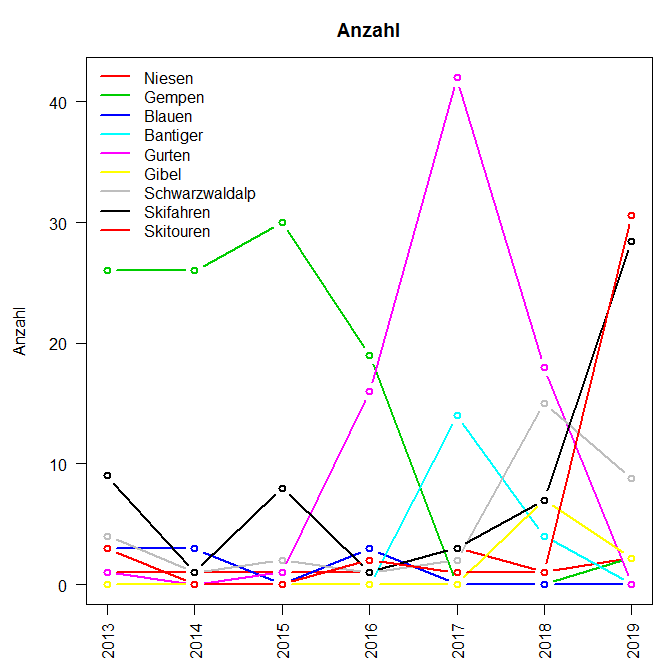 Anzahl
Niesen
Gempen
Blauen
Bantiger
Gurten
Gibel
Schwarzwaldalp
Skifahren
Skitouren
Anzahl
40
30
20
10
0
2013
2014
2015
2016
2017
2018
2019